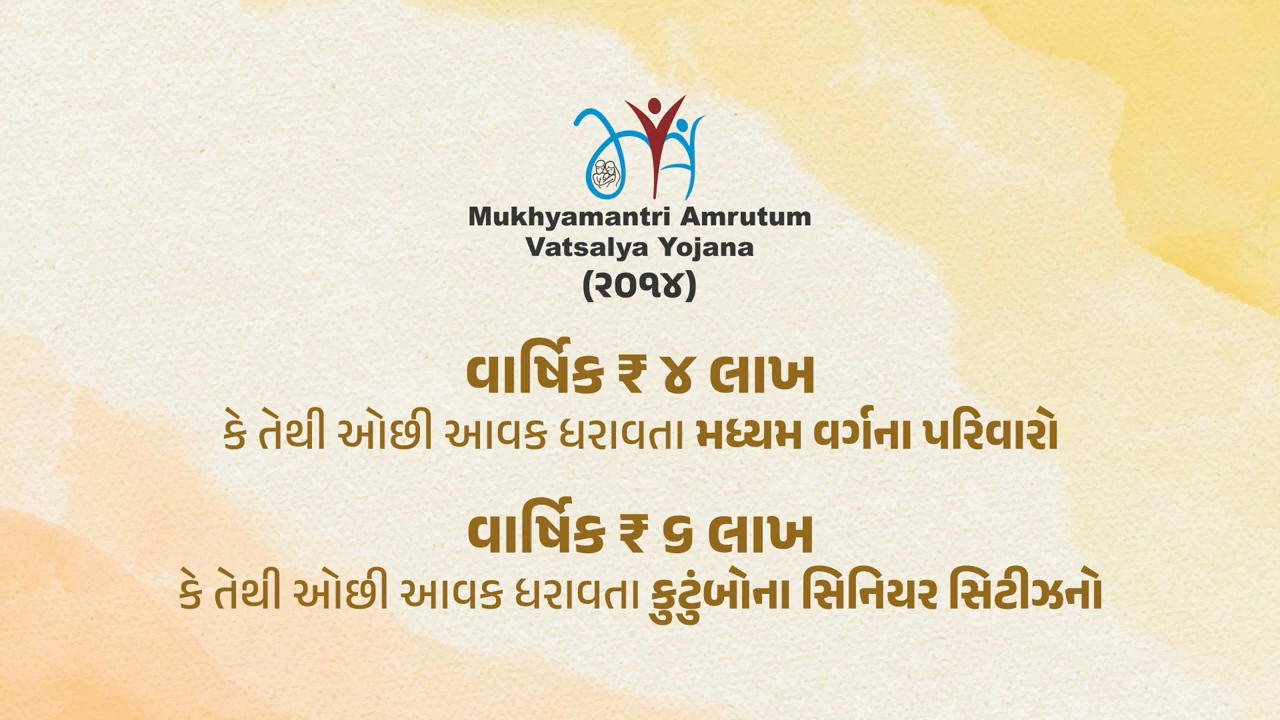 Mukhyamantri Amrutum
Vatsalya Yojana
(૨૦૧૪)
વાર્ષિક ₹ ૪ લાખ
કે તેથી ઓછી આવક ધરાવતા મધ્યમ વર્ગના પરિવારો
વાર્ષિક ₹ ૬ લાખ
કે તેથી ઓછી આવક ધરાવતા કુટુંબોના સિનિયર સિટીઝનો